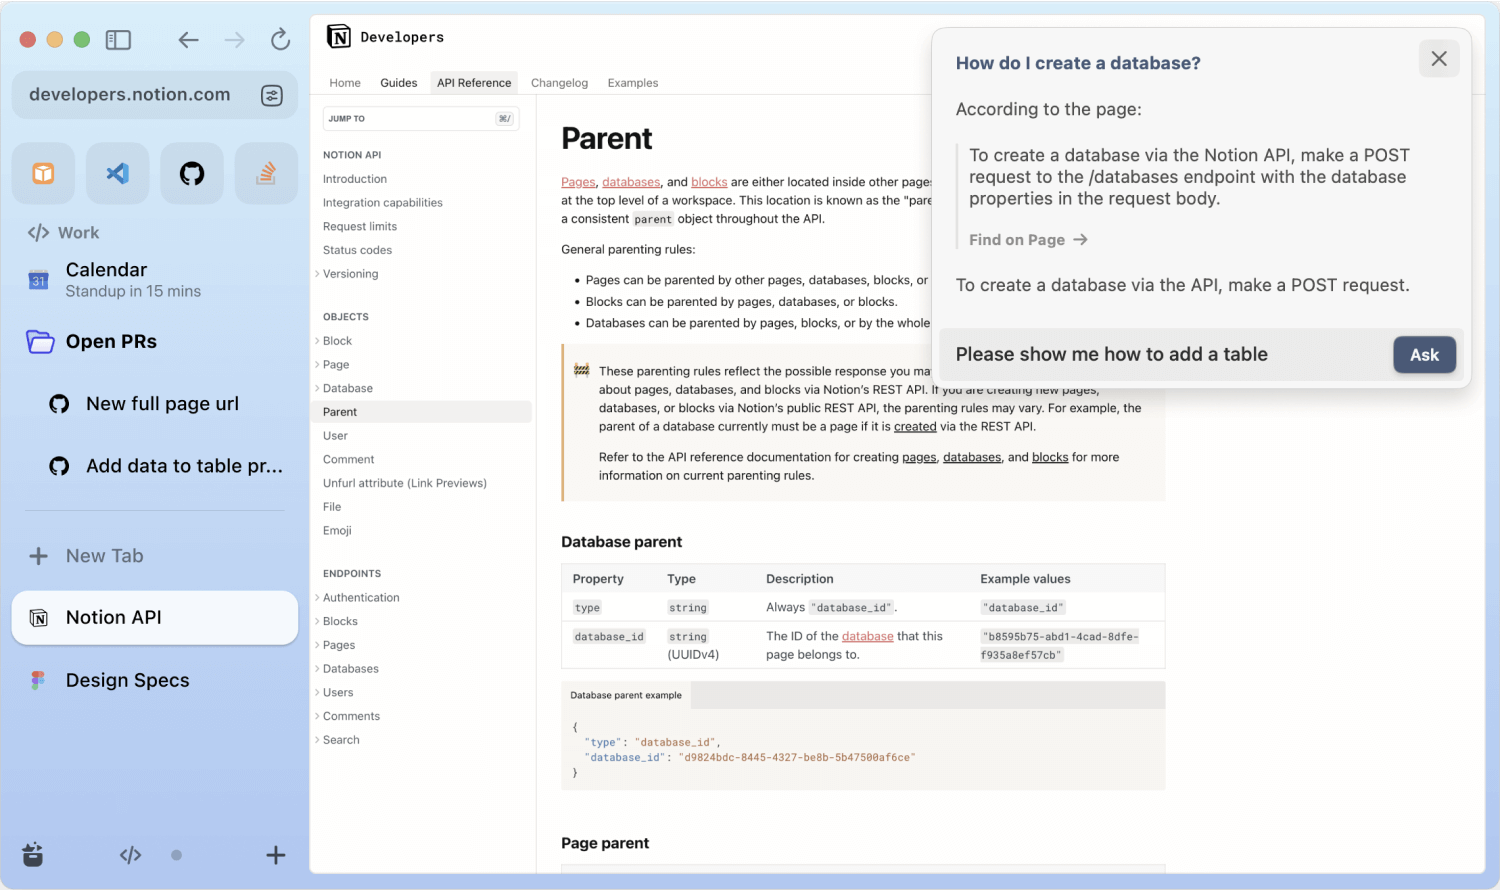 developers.notion.com
</> Work
31
Calendar
Standup in 15 mins
Open PRs
New full page url
Add data to table pr...
New Tab
Notion API
Design Specs
</>
Developers
Home Guides API Reference Changelog Examples
JUMP TO ⌘/
NOTION API
Introduction
Integration capabilities
Request limits
Status codes
Versioning
OBJECTS
Block
Page
Database
Parent
User
Comment
Unfurl attribute (Link Previews)
File
Emoji
ENDPOINTS
Authentication
Blocks
Pages
Databases
Users
Comments
Search
Parent
Pages, databases, and blocks are either located inside other pages
at the top level of a workspace. This location is known as the "pare
a consistent parent object throughout the API.
General parenting rules:
• Pages can be parented by other pages, databases, blocks, or
• Blocks can be parented by pages, databases, or blocks.
• Databases can be parented by pages, blocks, or by the whole
These parenting rules reflect the possible response you ma
about pages, databases, and blocks via Notion's REST API. If you are creating new pages,
databases, or blocks via Notion's public REST API, the parenting rules may vary. For example, the
parent of a database currently must be a page if it is created via the REST API.
Refer to the API reference documentation for creating pages, databases, and blocks for more
information on current parenting rules.
Database parent
Property Type Description Example values
type string Always "database_id". "database_id"
database_id string The ID of the database that this "b8595b75-abd1-4cad-8dfe-
(UUIDv4) page belongs to. f935a8ef57cb"
Database parent example
{
"type": "database_id",
"database_id": "d9824bdc-8445-4327-be8b-5b47500af6ce"
}
Page parent
How do I create a database?
According to the page:
To create a database via the Notion API, make a POST
request to the /databases endpoint with the database
properties in the request body.
Find on Page →
To create a database via the API, make a POST request.
Please show me how to add a table
Ask